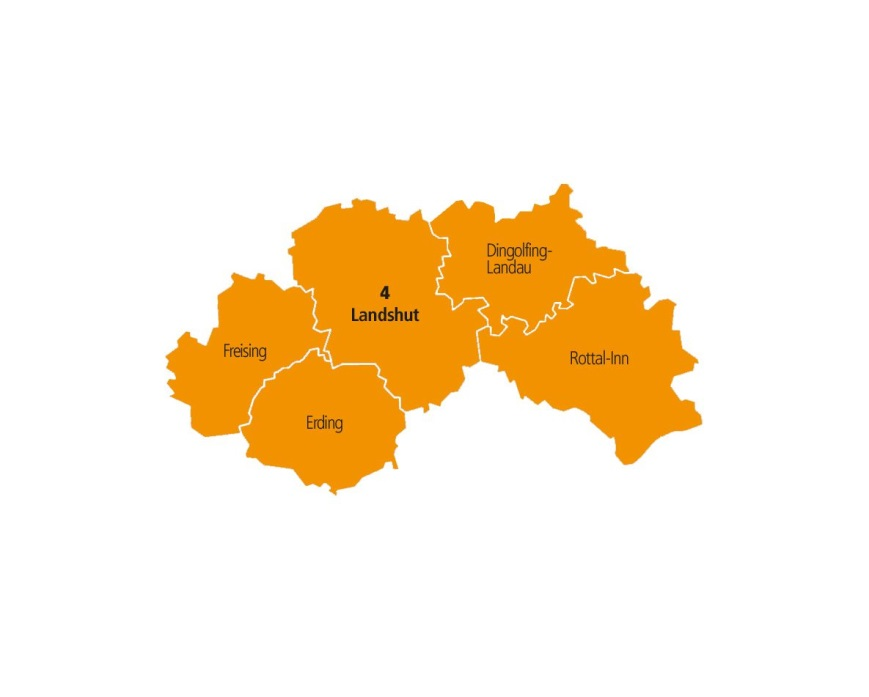 Dingolfing-
Landau
4
Landshut
Freising
Rottal-Inn
Erding